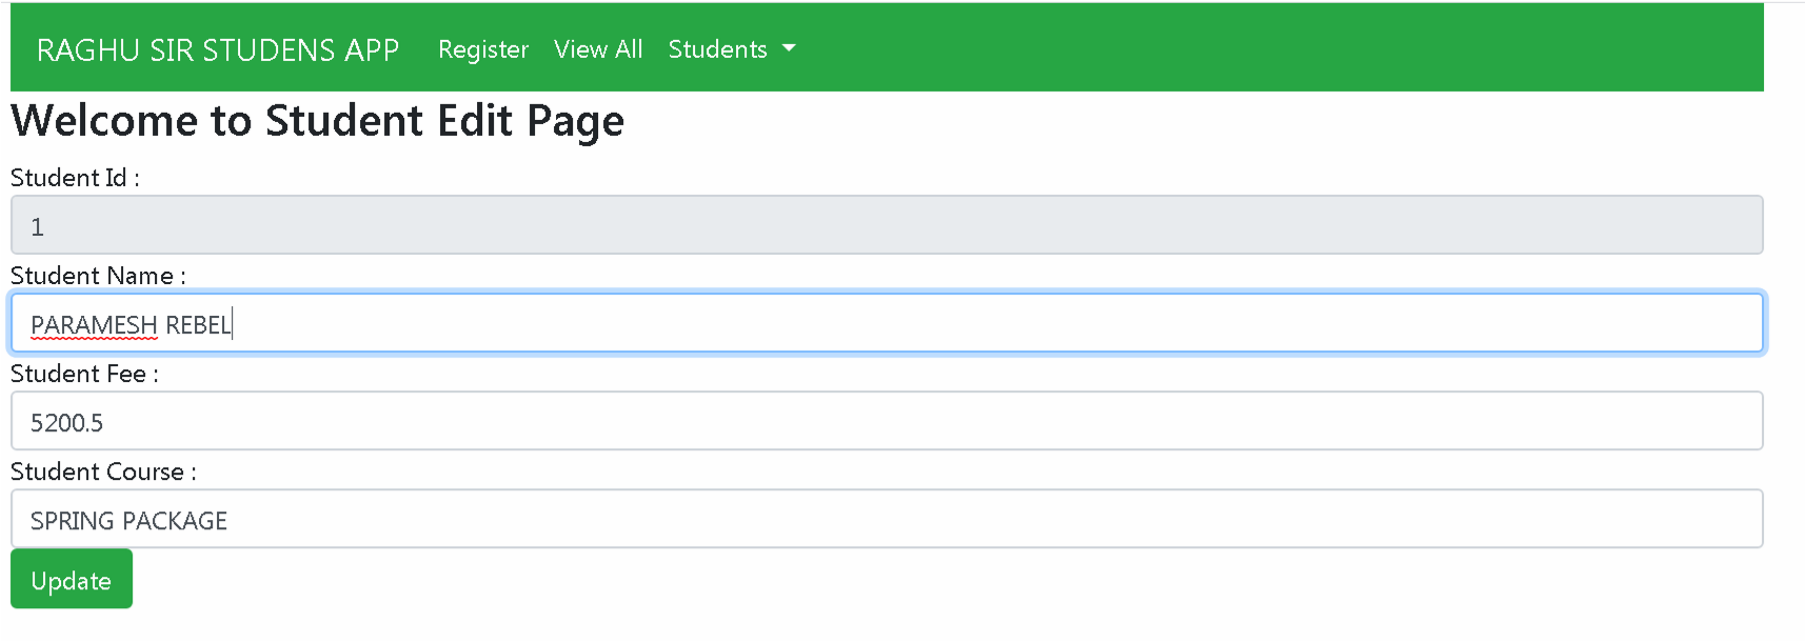 RAGHU SIR STUDENS APP Register View All Students
Welcome to Student Edit Page
Student Id :
1
Student Name :
PARAMESH REBEL
Student Fee :
5200.5
Student Course :
SPRING PACKAGE
Update